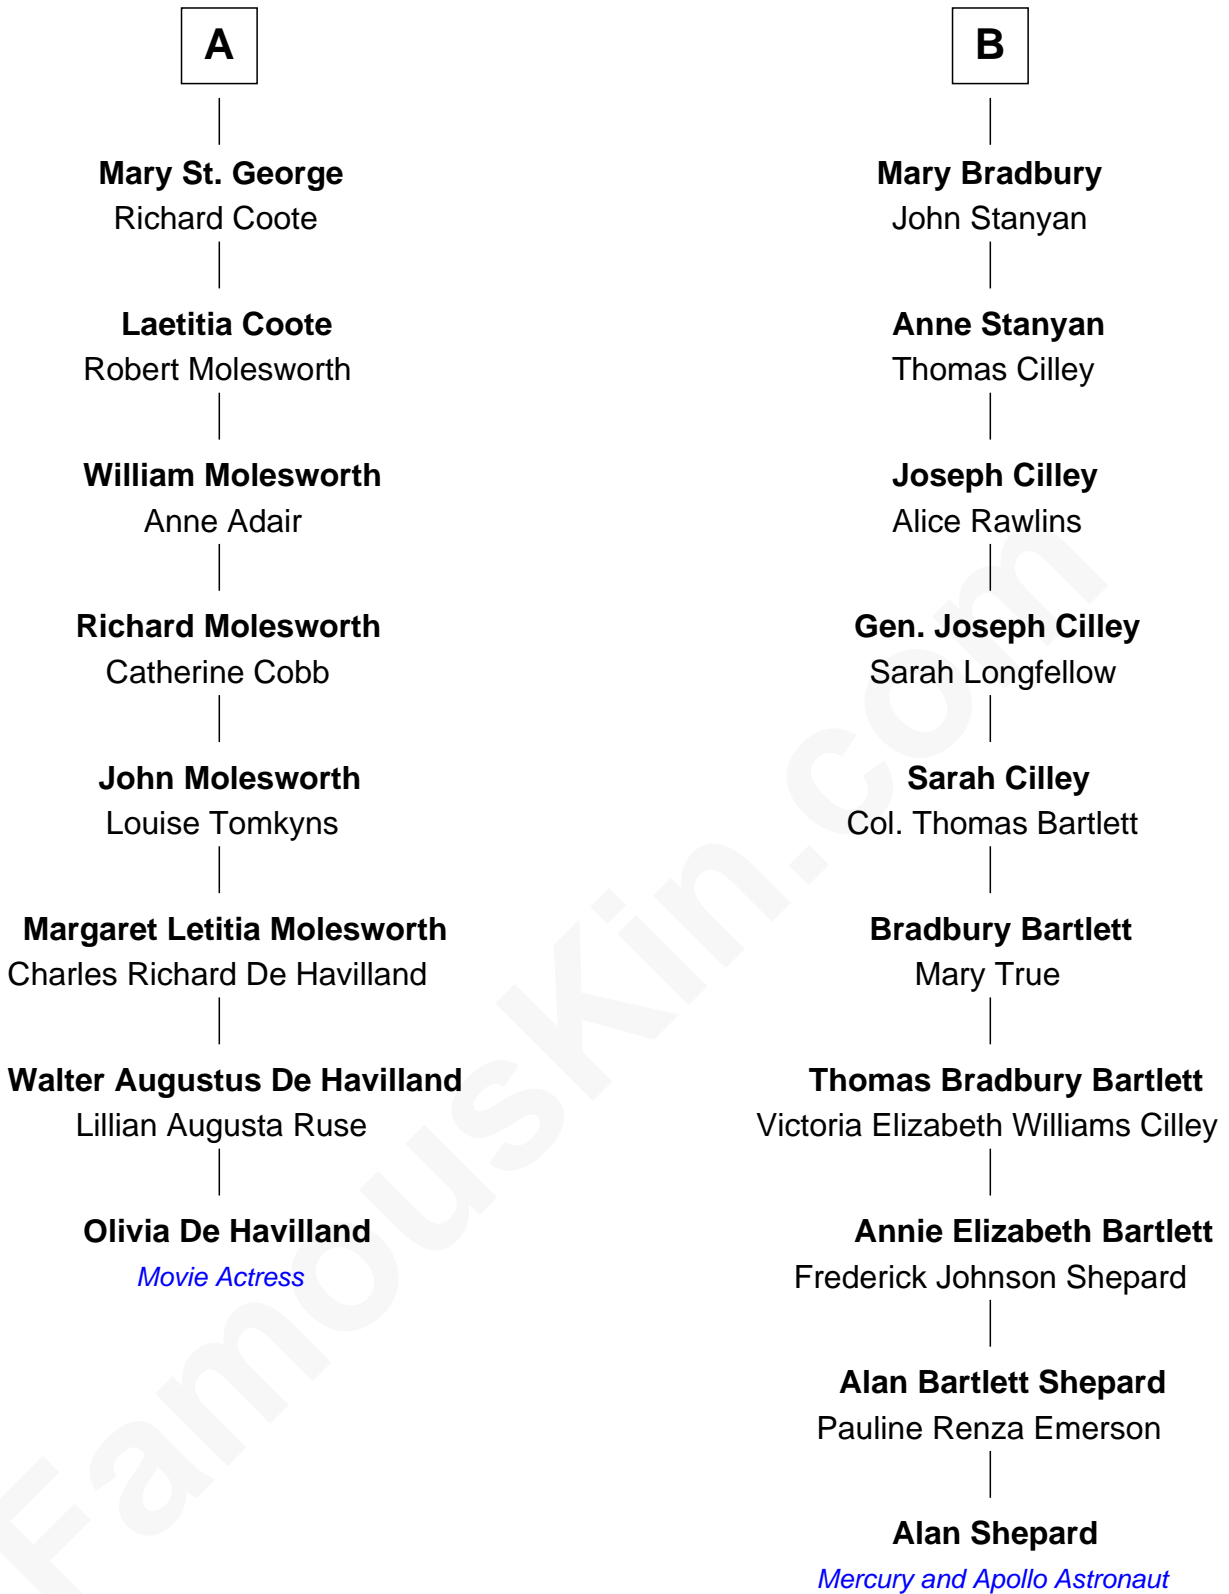 A
Mary St. George
Richard Coote
Laetitia Coote
Robert Molesworth
William Molesworth
Anne Adair
Richard Molesworth
Catherine Cobb
John Molesworth
Louise Tomkyns
Margaret Letitia Molesworth
Charles Richard De Havilland
Walter Augustus De Havilland
Lillian Augusta Ruse
Olivia De Havilland
Movie Actress
B
Mary Bradbury
John Stanyan
Anne Stanyan
Thomas Cilley
Joseph Cilley
Alice Rawlins
Gen. Joseph Cilley
Sarah Longfellow
Sarah Cilley
Col. Thomas Bartlett
Bradbury Bartlett
Mary True
Thomas Bradbury Bartlett
Victoria Elizabeth Williams Cilley
Annie Elizabeth Bartlett
Frederick Johnson Shepard
Alan Bartlett Shepard
Pauline Renza Emerson
Alan Shepard
Mercury and Apollo Astronaut
FamousKin.com